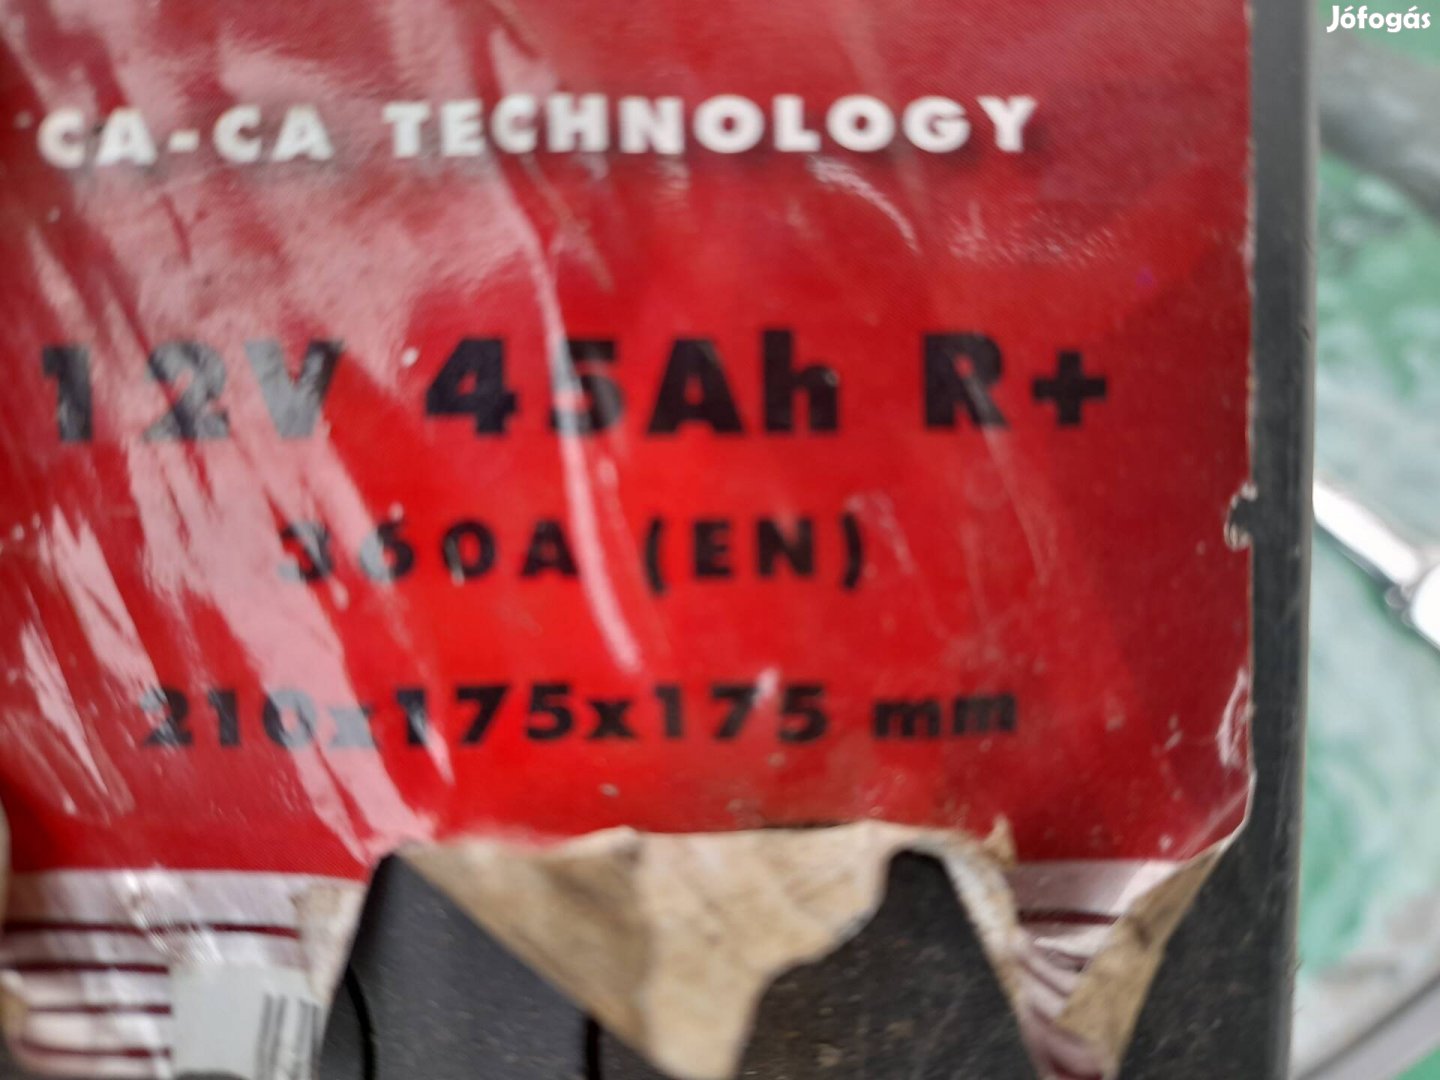 Jófogás
CA-CA TECHNOLOGY
12V 45Ah R+
360A (EN)
210x175x175 mm